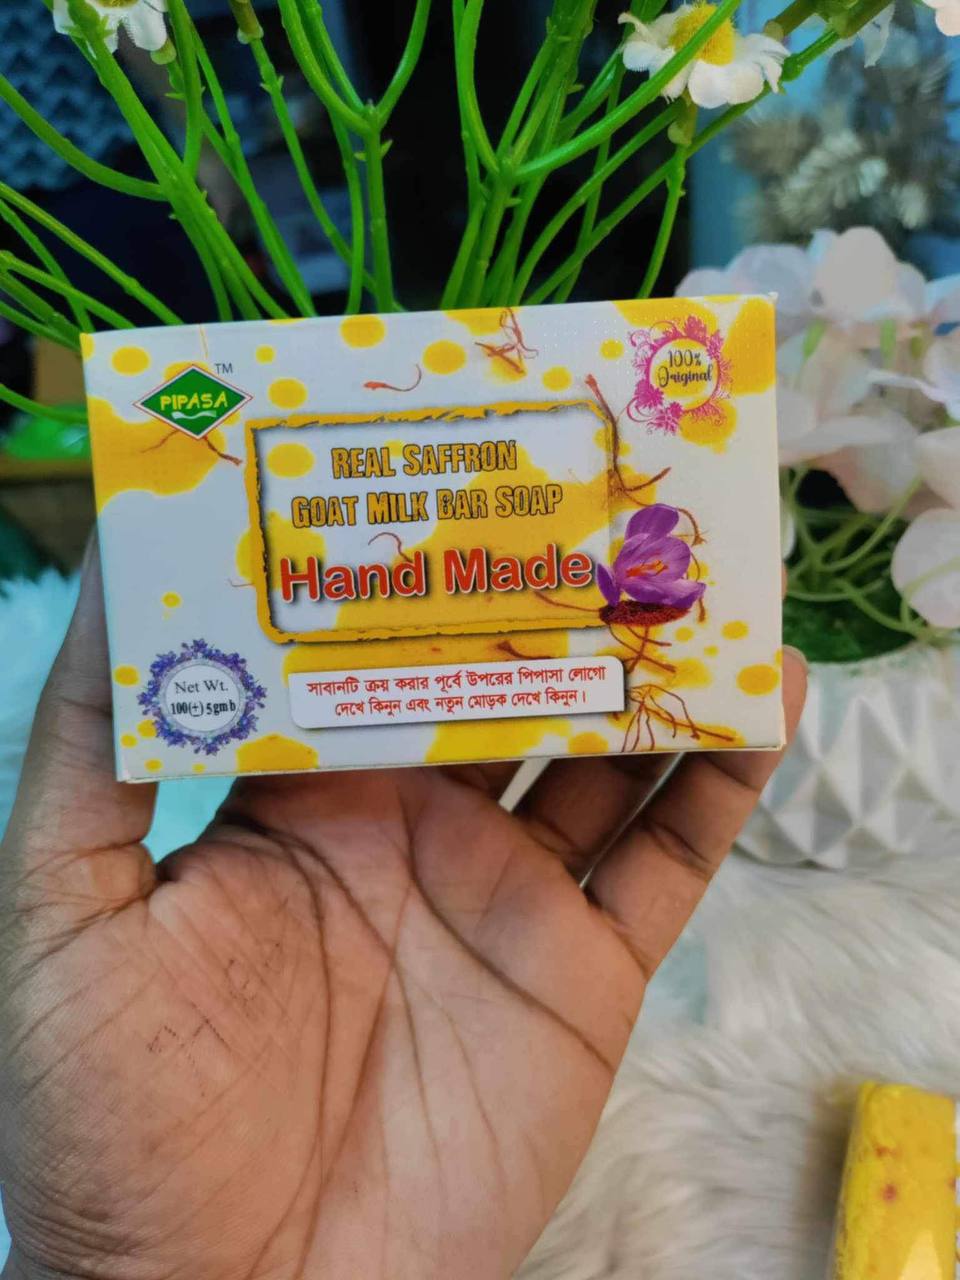 PIPASA
TM
100%
Original
REAL SAFFRON
GOAT MILK BAR SOAP
Hand Made
Net Wt.
100(±) 5gm b
সাবানটি ক্রয় করার পূর্বে উপরের পিপাসা লোগো
দেখে কিনুন এবং নতুন মোড়ক দেখে কিনুন।